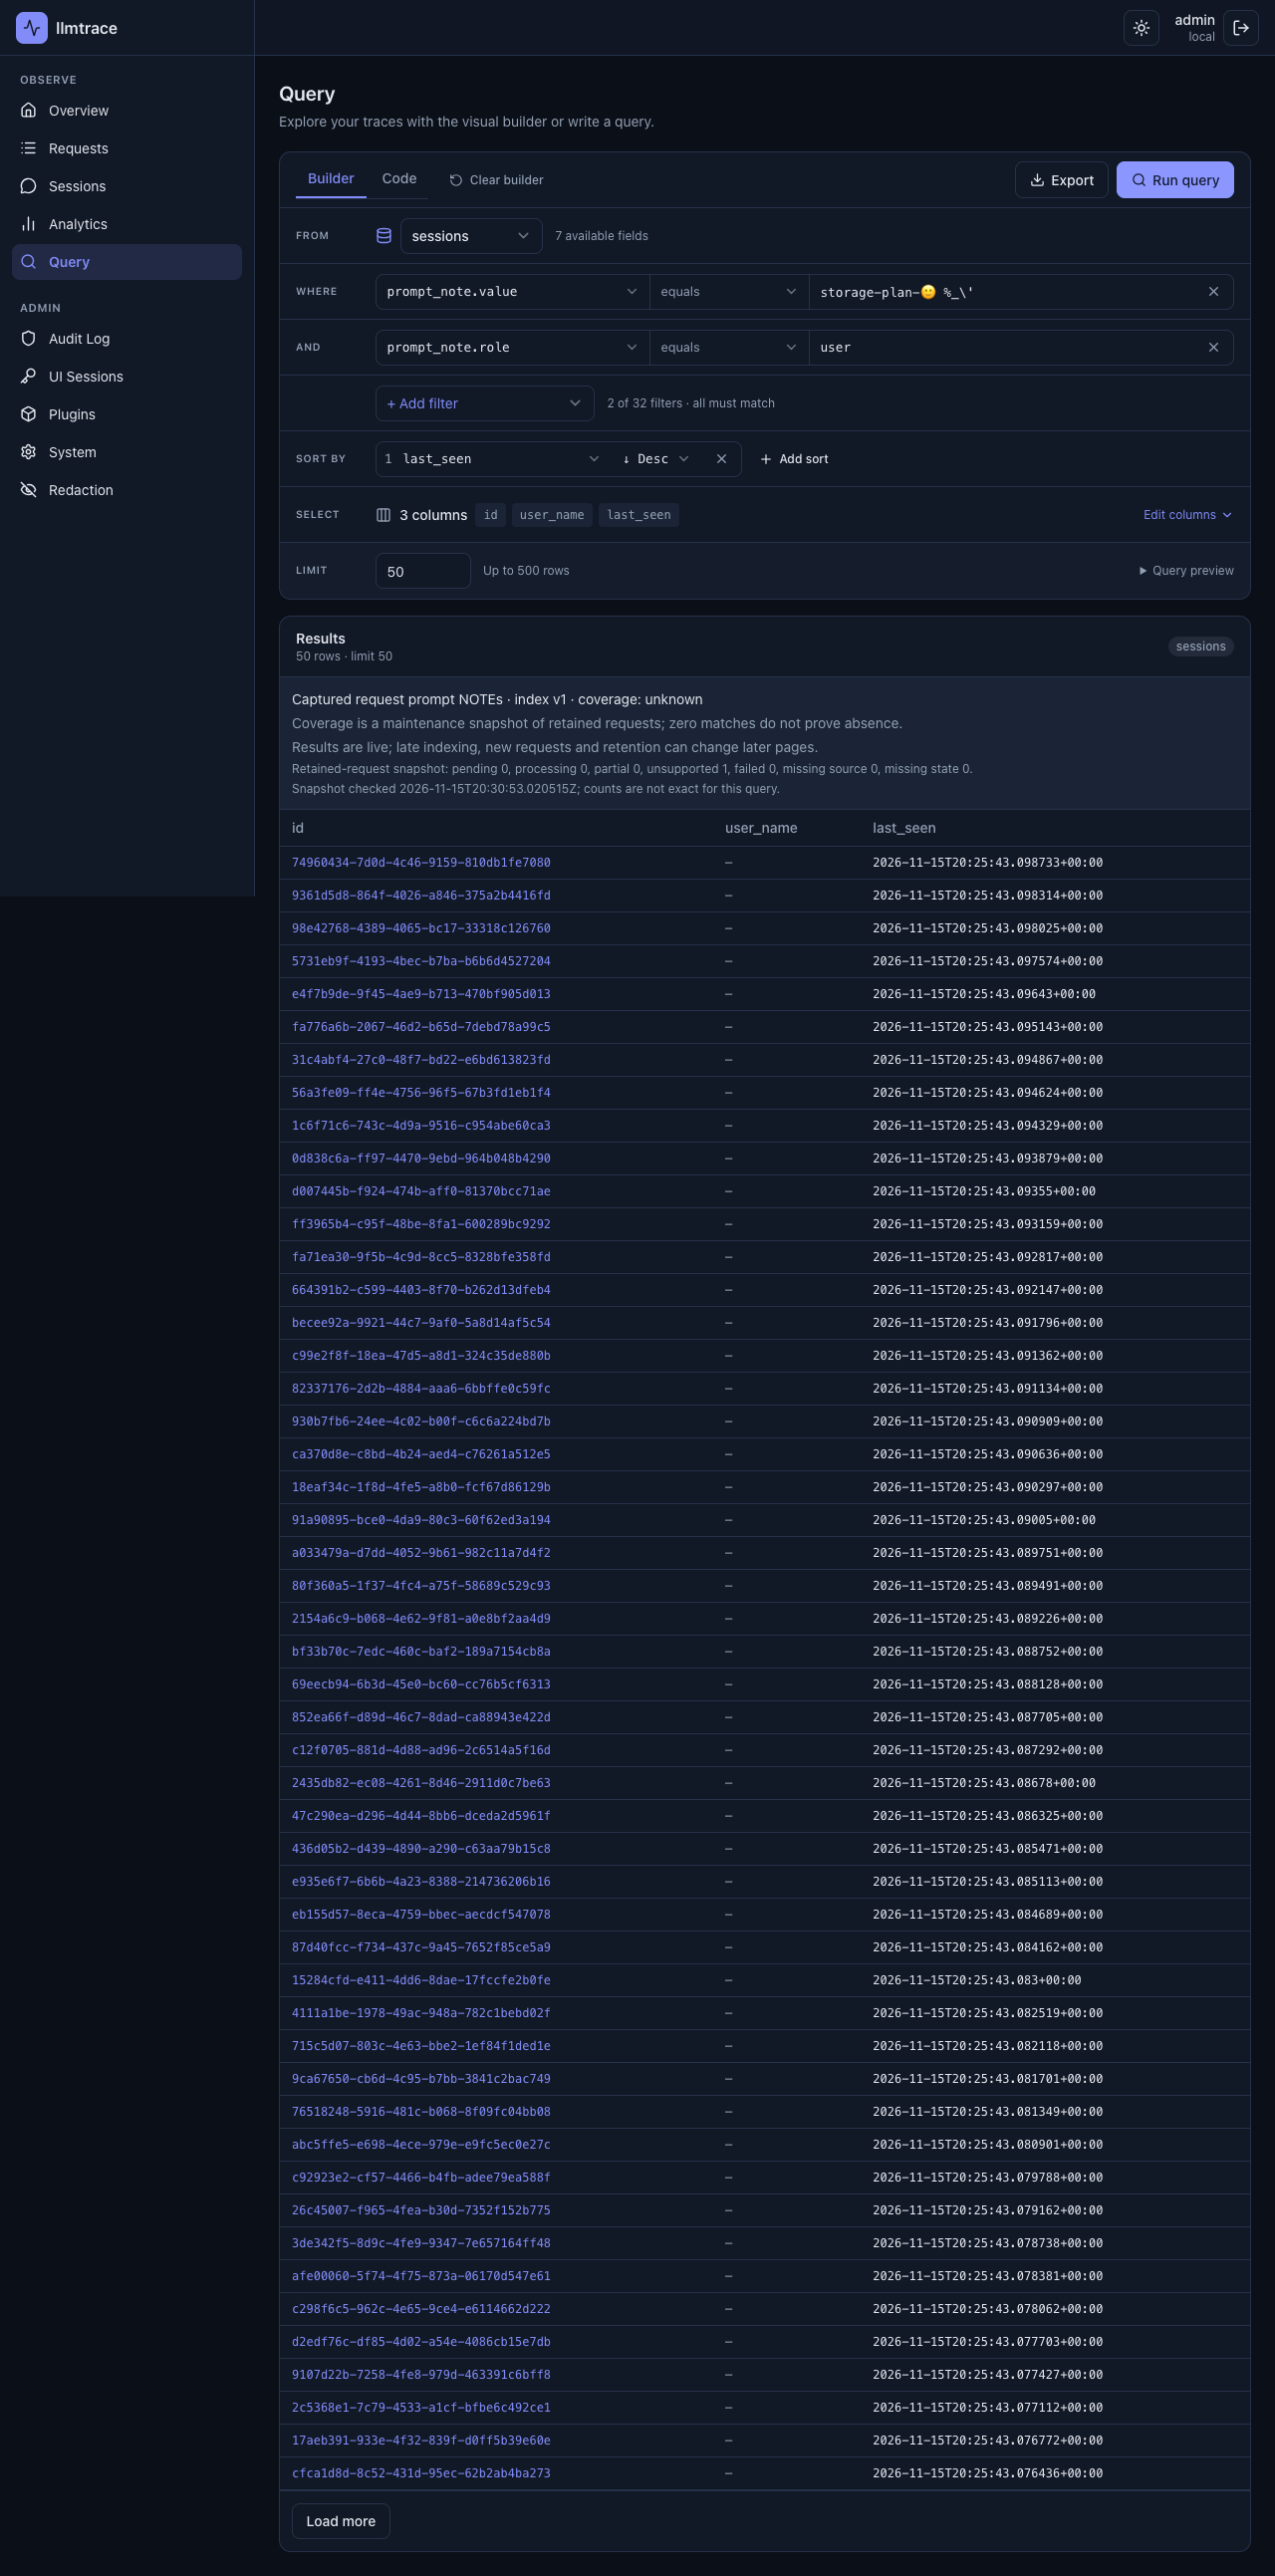 llmtrace
admin
local
OBSERVE
Overview
Requests
Sessions
Analytics
Query
ADMIN
Audit Log
UI Sessions
Plugins
System
Redaction
Query
Explore your traces with the visual builder or write a query.
Builder Code Clear builder Export Run query
FROM sessions 7 available fields
WHERE prompt_note.value equals storage-plan-🙂 %_\'
AND prompt_note.role equals user
+ Add filter 2 of 32 filters · all must match
SORT BY 1 last_seen ↓ Desc + Add sort
SELECT 3 columns id user_name last_seen Edit columns
LIMIT 50 Up to 500 rows ▶ Query preview
Results
50 rows · limit 50
sessions
Captured request prompt NOTEs · index v1 · coverage: unknown
Coverage is a maintenance snapshot of retained requests; zero matches do not prove absence.
Results are live; late indexing, new requests and retention can change later pages.
Retained-request snapshot: pending 0, processing 0, partial 0, unsupported 1, failed 0, missing source 0, missing state 0.
Snapshot checked 2026-11-15T20:30:53.020515Z; counts are not exact for this query.
id user_name last_seen
74960434-7d0d-4c46-9159-810db1fe7080 — 2026-11-15T20:25:43.098733+00:00
9361d5d8-864f-4026-a846-375a2b4416fd — 2026-11-15T20:25:43.098314+00:00
98e42768-4389-4065-bc17-33318c126760 — 2026-11-15T20:25:43.098025+00:00
5731eb9f-4193-4bec-b7ba-b6b6d4527204 — 2026-11-15T20:25:43.097574+00:00
e4f7b9de-9f45-4ae9-b713-470bf905d013 — 2026-11-15T20:25:43.09643+00:00
fa776a6b-2067-46d2-b65d-7debd78a99c5 — 2026-11-15T20:25:43.095143+00:00
31c4abf4-27c0-48f7-bd22-e6bd613823fd — 2026-11-15T20:25:43.094867+00:00
56a3fe09-ff4e-4756-96f5-67b3fd1eb1f4 — 2026-11-15T20:25:43.094624+00:00
1c6f71c6-743c-4d9a-9516-c954abe60ca3 — 2026-11-15T20:25:43.094329+00:00
0d838c6a-ff97-4470-9ebd-964b048b4290 — 2026-11-15T20:25:43.093879+00:00
d007445b-f924-474b-aff0-81370bcc71ae — 2026-11-15T20:25:43.09355+00:00
ff3965b4-c95f-48be-8fa1-600289bc9292 — 2026-11-15T20:25:43.093159+00:00
fa71ea30-9f5b-4c9d-8cc5-8328bfe358fd — 2026-11-15T20:25:43.092817+00:00
664391b2-c599-4403-8f70-b262d13dfeb4 — 2026-11-15T20:25:43.092147+00:00
becee92a-9921-44c7-9af0-5a8d14af5c54 — 2026-11-15T20:25:43.091796+00:00
c99e2f8f-18ea-47d5-a8d1-324c35de880b — 2026-11-15T20:25:43.091362+00:00
82337176-2d2b-4884-aaa6-6bbffe0c59fc — 2026-11-15T20:25:43.091134+00:00
930b7fb6-24ee-4c02-b00f-c6c6a224bd7b — 2026-11-15T20:25:43.090909+00:00
ca370d8e-c8bd-4b24-aed4-c76261a512e5 — 2026-11-15T20:25:43.090636+00:00
18eaf34c-1f8d-4fe5-a8b0-fcf67d86129b — 2026-11-15T20:25:43.090297+00:00
91a90895-bce0-4da9-80c3-60f62ed3a194 — 2026-11-15T20:25:43.09005+00:00
a033479a-d7dd-4052-9b61-982c11a7d4f2 — 2026-11-15T20:25:43.089751+00:00
80f360a5-1f37-4fc4-a75f-58689c529c93 — 2026-11-15T20:25:43.089491+00:00
2154a6c9-b068-4e62-9f81-a0e8bf2aa4d9 — 2026-11-15T20:25:43.089226+00:00
bf33b70c-7edc-460c-baf2-189a7154cb8a — 2026-11-15T20:25:43.088752+00:00
69eecb94-6b3d-45e0-bc60-cc76b5cf6313 — 2026-11-15T20:25:43.088128+00:00
852ea66f-d89d-46c7-8dad-ca88943e422d — 2026-11-15T20:25:43.087705+00:00
c12f0705-881d-4d88-ad96-2c6514a5f16d — 2026-11-15T20:25:43.087292+00:00
2435db82-ec08-4261-8d46-2911d0c7be63 — 2026-11-15T20:25:43.08678+00:00
47c290ea-d296-4d44-8bb6-dceda2d5961f — 2026-11-15T20:25:43.086325+00:00
436d05b2-d439-4890-a290-c63aa79b15c8 — 2026-11-15T20:25:43.085471+00:00
e935e6f7-6b6b-4a23-8388-214736206b16 — 2026-11-15T20:25:43.085113+00:00
eb155d57-8eca-4759-bbec-aecdcf547078 — 2026-11-15T20:25:43.084689+00:00
87d40fcc-f734-437c-9a45-7652f85ce5a9 — 2026-11-15T20:25:43.084162+00:00
15284cfd-e411-4dd6-8dae-17fccfe2b0fe — 2026-11-15T20:25:43.083+00:00
4111a1be-1978-49ac-948a-782c1bebd02f — 2026-11-15T20:25:43.082519+00:00
715c5d07-803c-4e63-bbe2-1ef84f1ded1e — 2026-11-15T20:25:43.082118+00:00
9ca67650-cb6d-4c95-b7bb-3841c2bac749 — 2026-11-15T20:25:43.081701+00:00
76518248-5916-481c-b068-8f09fc04bb08 — 2026-11-15T20:25:43.081349+00:00
abc5ffe5-e698-4ece-979e-e9fc5ec0e27c — 2026-11-15T20:25:43.080901+00:00
c92923e2-cf57-4466-b4fb-adee79ea588f — 2026-11-15T20:25:43.079788+00:00
26c45007-f965-4fea-b30d-7352f152b775 — 2026-11-15T20:25:43.079162+00:00
3de342f5-8d9c-4fe9-9347-7e657164ff48 — 2026-11-15T20:25:43.078738+00:00
afe00060-5f74-4f75-873a-06170d547e61 — 2026-11-15T20:25:43.078381+00:00
c298f6c5-962c-4e65-9ce4-e6114662d222 — 2026-11-15T20:25:43.078062+00:00
d2edf76c-df85-4d02-a54e-4086cb15e7db — 2026-11-15T20:25:43.077703+00:00
9107d22b-7258-4fe8-979d-463391c6bff8 — 2026-11-15T20:25:43.077427+00:00
2c5368e1-7c79-4533-a1cf-bfbe6c492ce1 — 2026-11-15T20:25:43.077112+00:00
17aeb391-933e-4f32-839f-d0ff5b39e60e — 2026-11-15T20:25:43.076772+00:00
cfca1d8d-8c52-431d-95ec-62b2ab4ba273 — 2026-11-15T20:25:43.076436+00:00
Load more